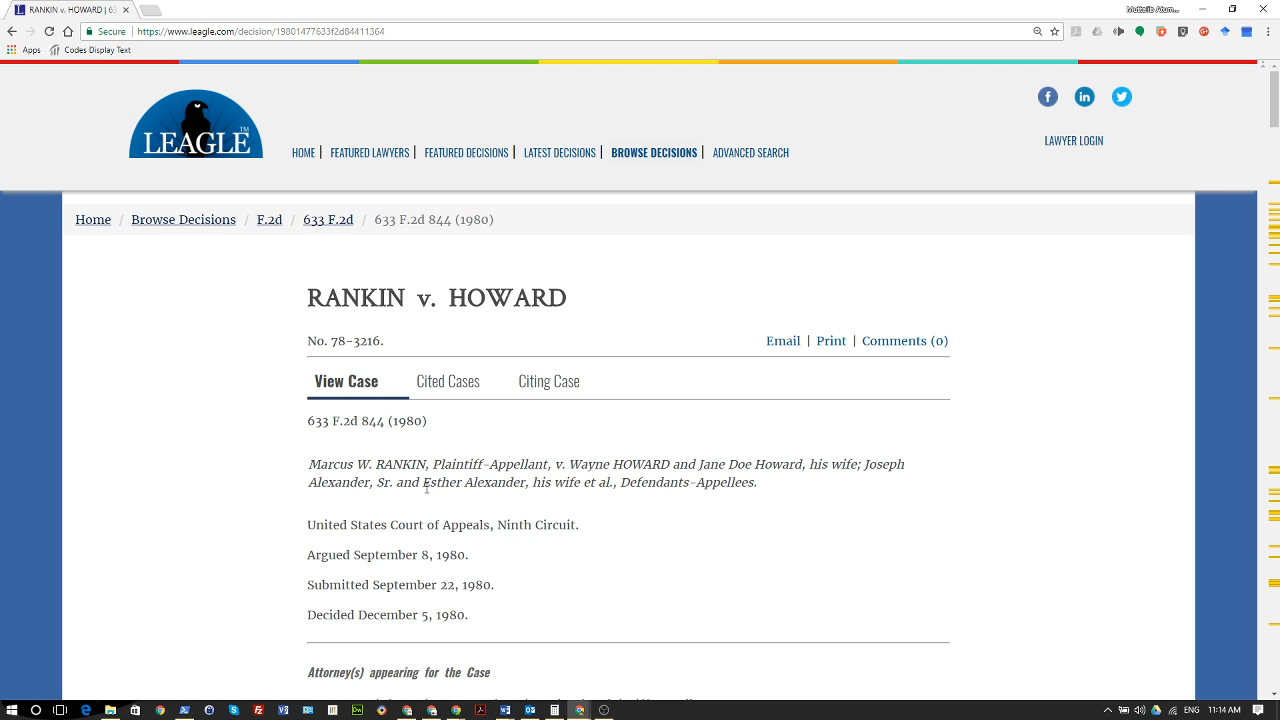 RANKIN v. HOWARD | 63
Secure | https://www.leagle.com/decision/19801477633f2d84411364
Apps Codes Display Text
LEAGLE™
HOME | FEATURED LAWYERS | FEATURED DECISIONS | LATEST DECISIONS | BROWSE DECISIONS | ADVANCED SEARCH
LAWYER LOGIN
Home / Browse Decisions / F.2d / 633 F.2d / 633 F.2d 844 (1980)
RANKIN v. HOWARD
No. 78-3216.
Email | Print | Comments (0)
View Case Cited Cases Citing Case
633 F.2d 844 (1980)
Marcus W. RANKIN, Plaintiff-Appellant, v. Wayne HOWARD and Jane Doe Howard, his wife; Joseph
Alexander, Sr. and Esther Alexander, his wife et al., Defendants-Appellees.
United States Court of Appeals, Ninth Circuit.
Argued September 8, 1980.
Submitted September 22, 1980.
Decided December 5, 1980.
Attorney(s) appearing for the Case
ENG 11:14 AM